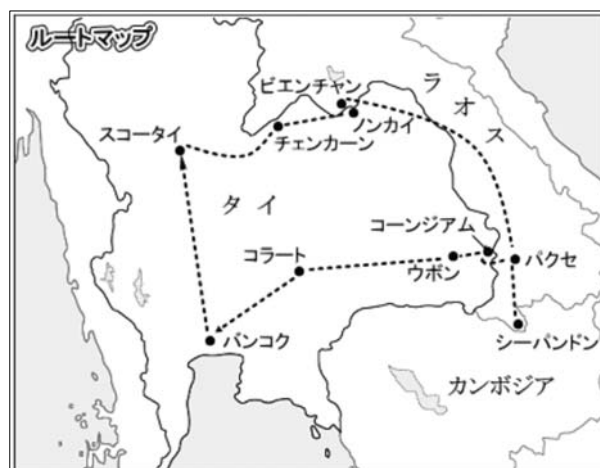 ルートマップ
ラオス
ビエンチャン
ノンカイ
チェンカーン
スコータイ
タイ
コーンジアム
コラート
ウボン
パクセ
バンコク
シーパンドン
カンボジア